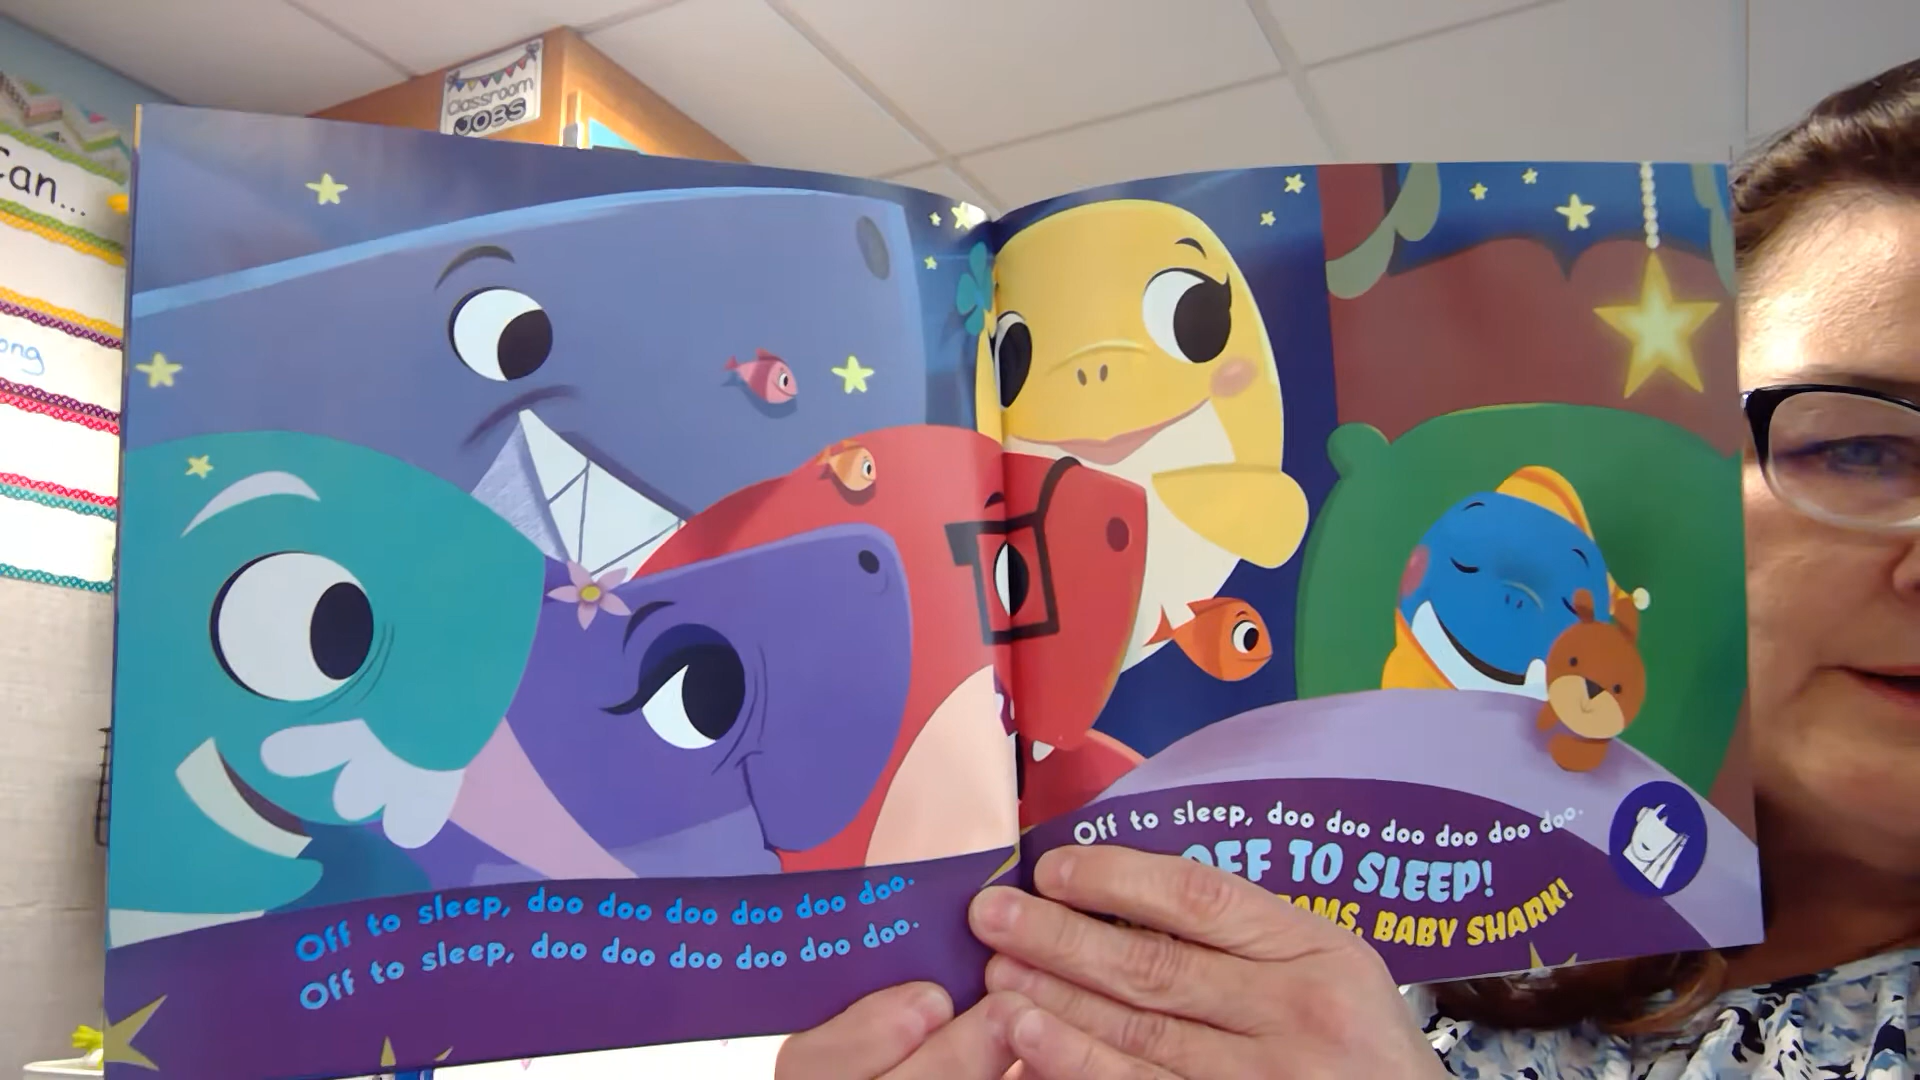 Classroom
JOBS
Can...
ong
Off to sleep, doo doo doo doo doo doo.
Off to sleep, doo doo doo doo doo doo.
Off to sleep, doo doo doo doo doo doo.
OFF TO SLEEP!
BABY SHARK!